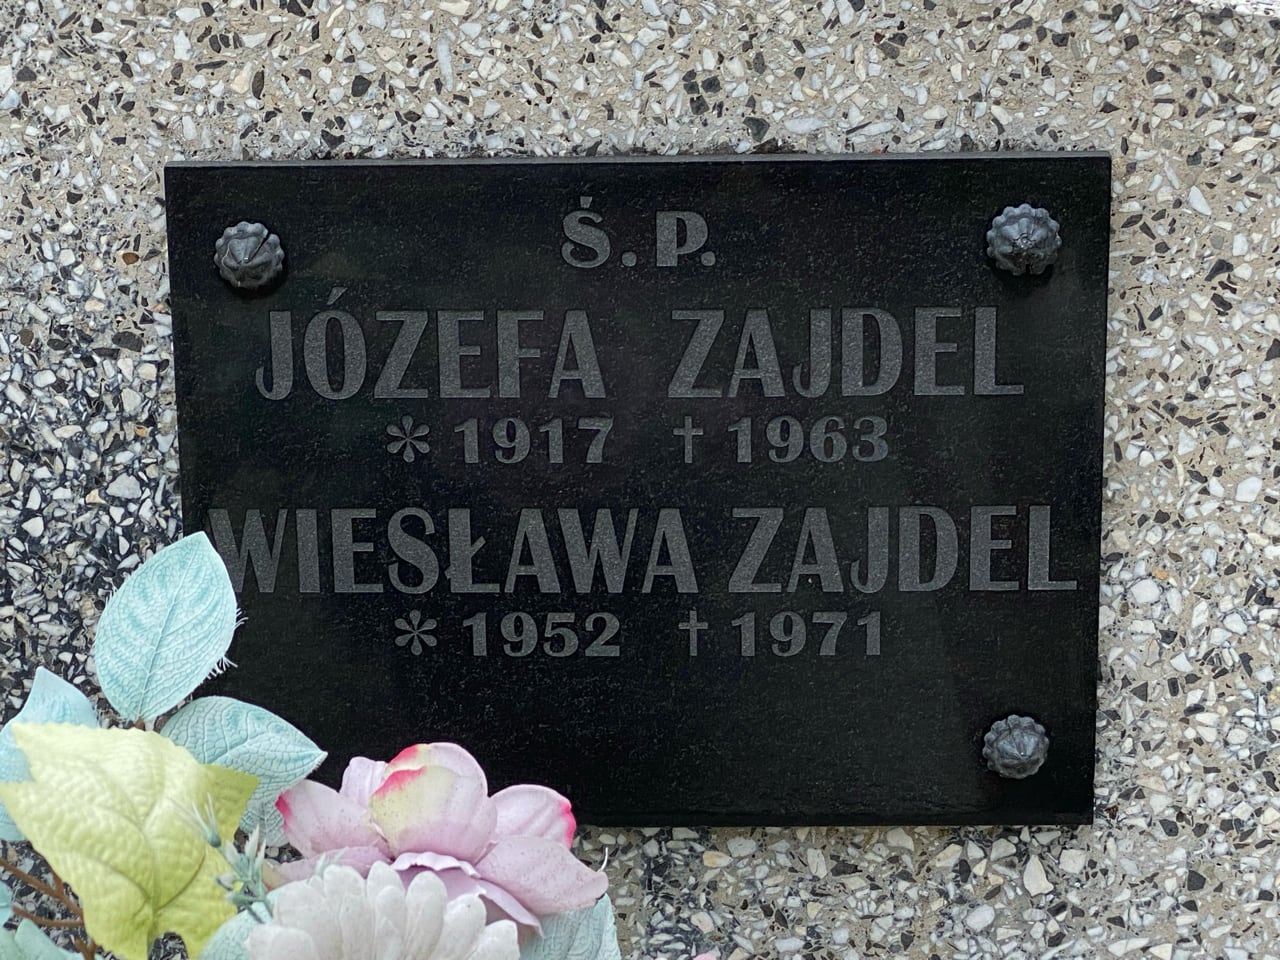 Ś.P.
JÓZEFA ZAJDEL
* 1917 † 1963
WIESŁAWA ZAJDEL
* 1952 † 1971